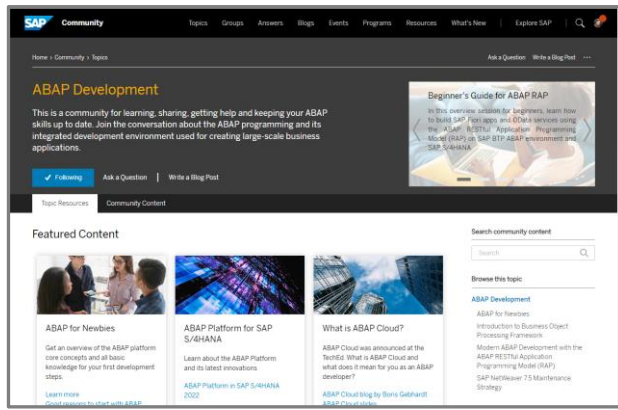 SAP Community Topics Groups Answers Blogs Events Programs Resources What's New Explore SAP
Home › Community › Topics
Ask a Question Write a Blog Post ···
ABAP Development
This is a community for learning, sharing, getting help and keeping your ABAP
skills up to date. Join the conversation about the ABAP programming and its
integrated development environment used for creating large-scale business
applications.
Beginner's Guide for ABAP RAP
In this overview session for beginners, learn how
to build SAP Fiori apps and OData services using
the ABAP RESTful Application Programming
Model (RAP) on SAP BTP ABAP environment and
SAP S/4HANA
Following Ask a Question Write a Blog Post
Topic Resources Community Content
Featured Content
ABAP for Newbies
Get an overview of the ABAP platform
core concepts and all basic
knowledge for your first development
steps.
Learn more
Good reasons to start with ABAP
ABAP Platform for SAP
S/4HANA
Learn about the ABAP Platform
and its latest innovations.
ABAP Platform in SAP S/4HANA
2022
What is ABAP Cloud?
ABAP Cloud was announced at the
TechEd. What is ABAP Cloud and
what does it mean for you as an ABAP
developer?
ABAP Cloud blog by Boris Gebhardt
ABAP Cloud slides
Search community content
Search
Browse this topic
ABAP Development
ABAP for Newbies
Introduction to Business Object
Processing Framework
Modern ABAP Development with the
ABAP RESTful Application
Programming Model (RAP)
SAP NetWeaver 7.5 Maintenance
Strategy